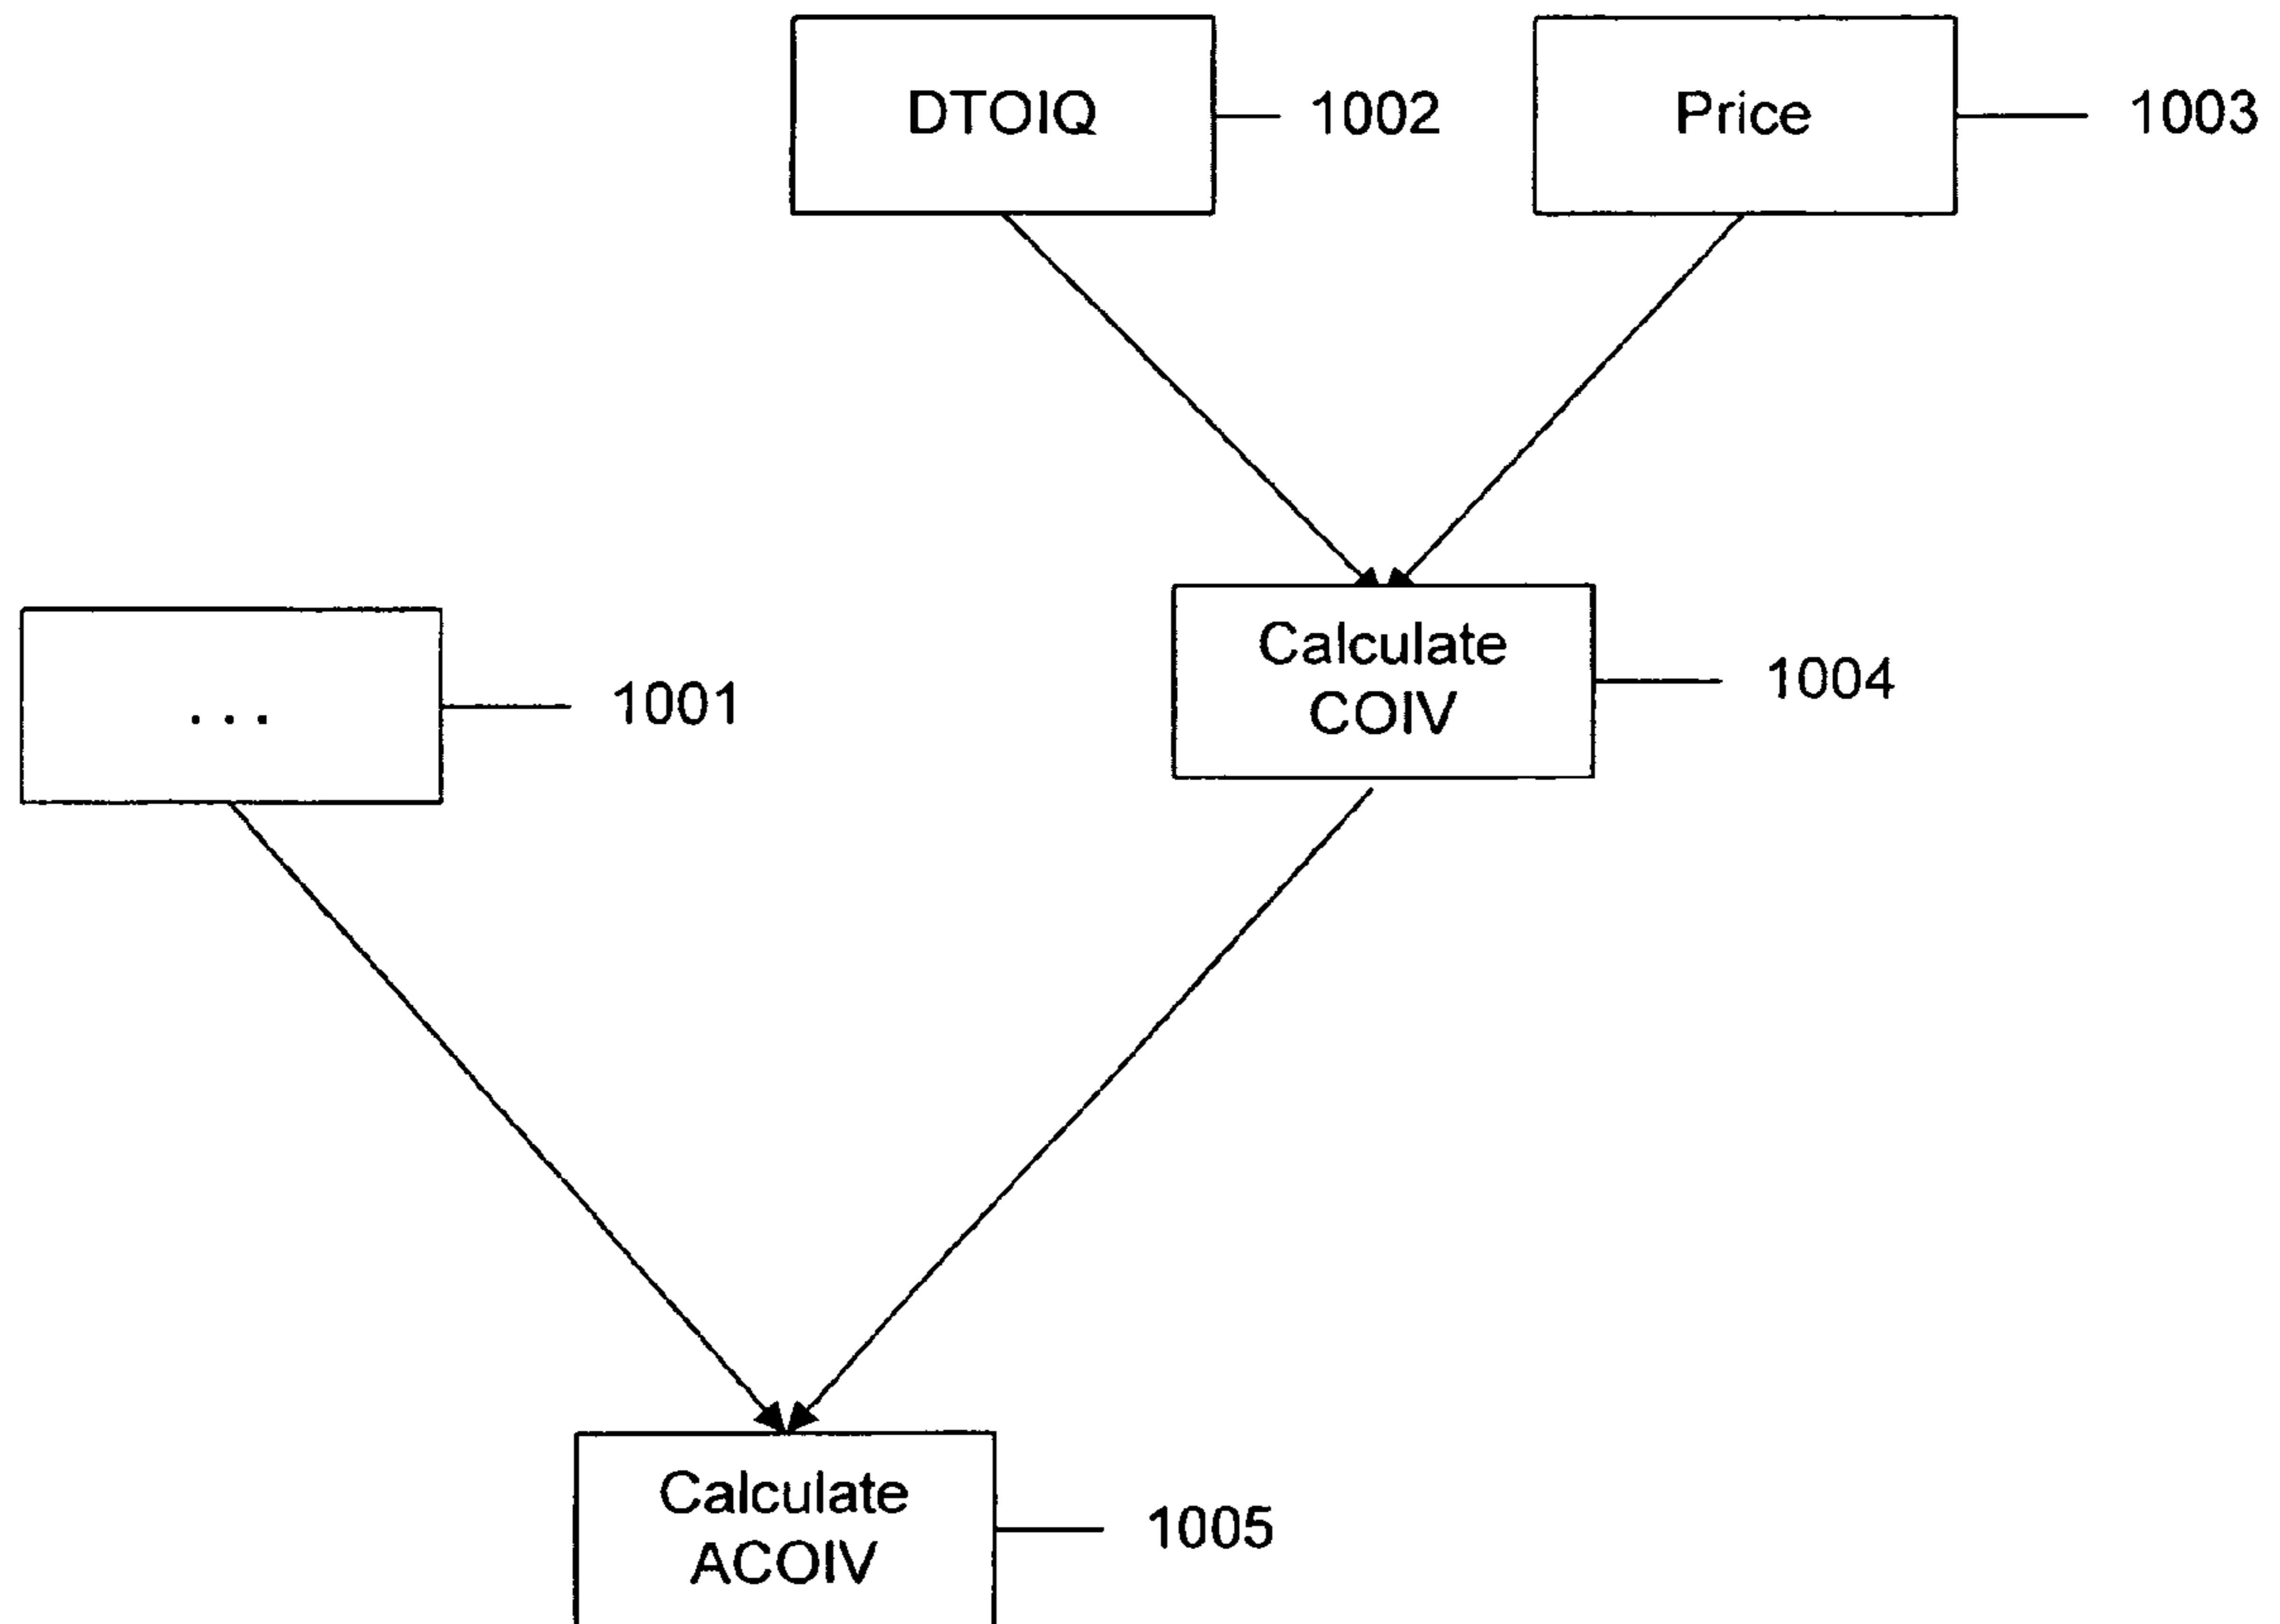 DTOIQ
1002
Price
1003
Calculate
COIV
1004
...
1001
Calculate
ACOIV
1005